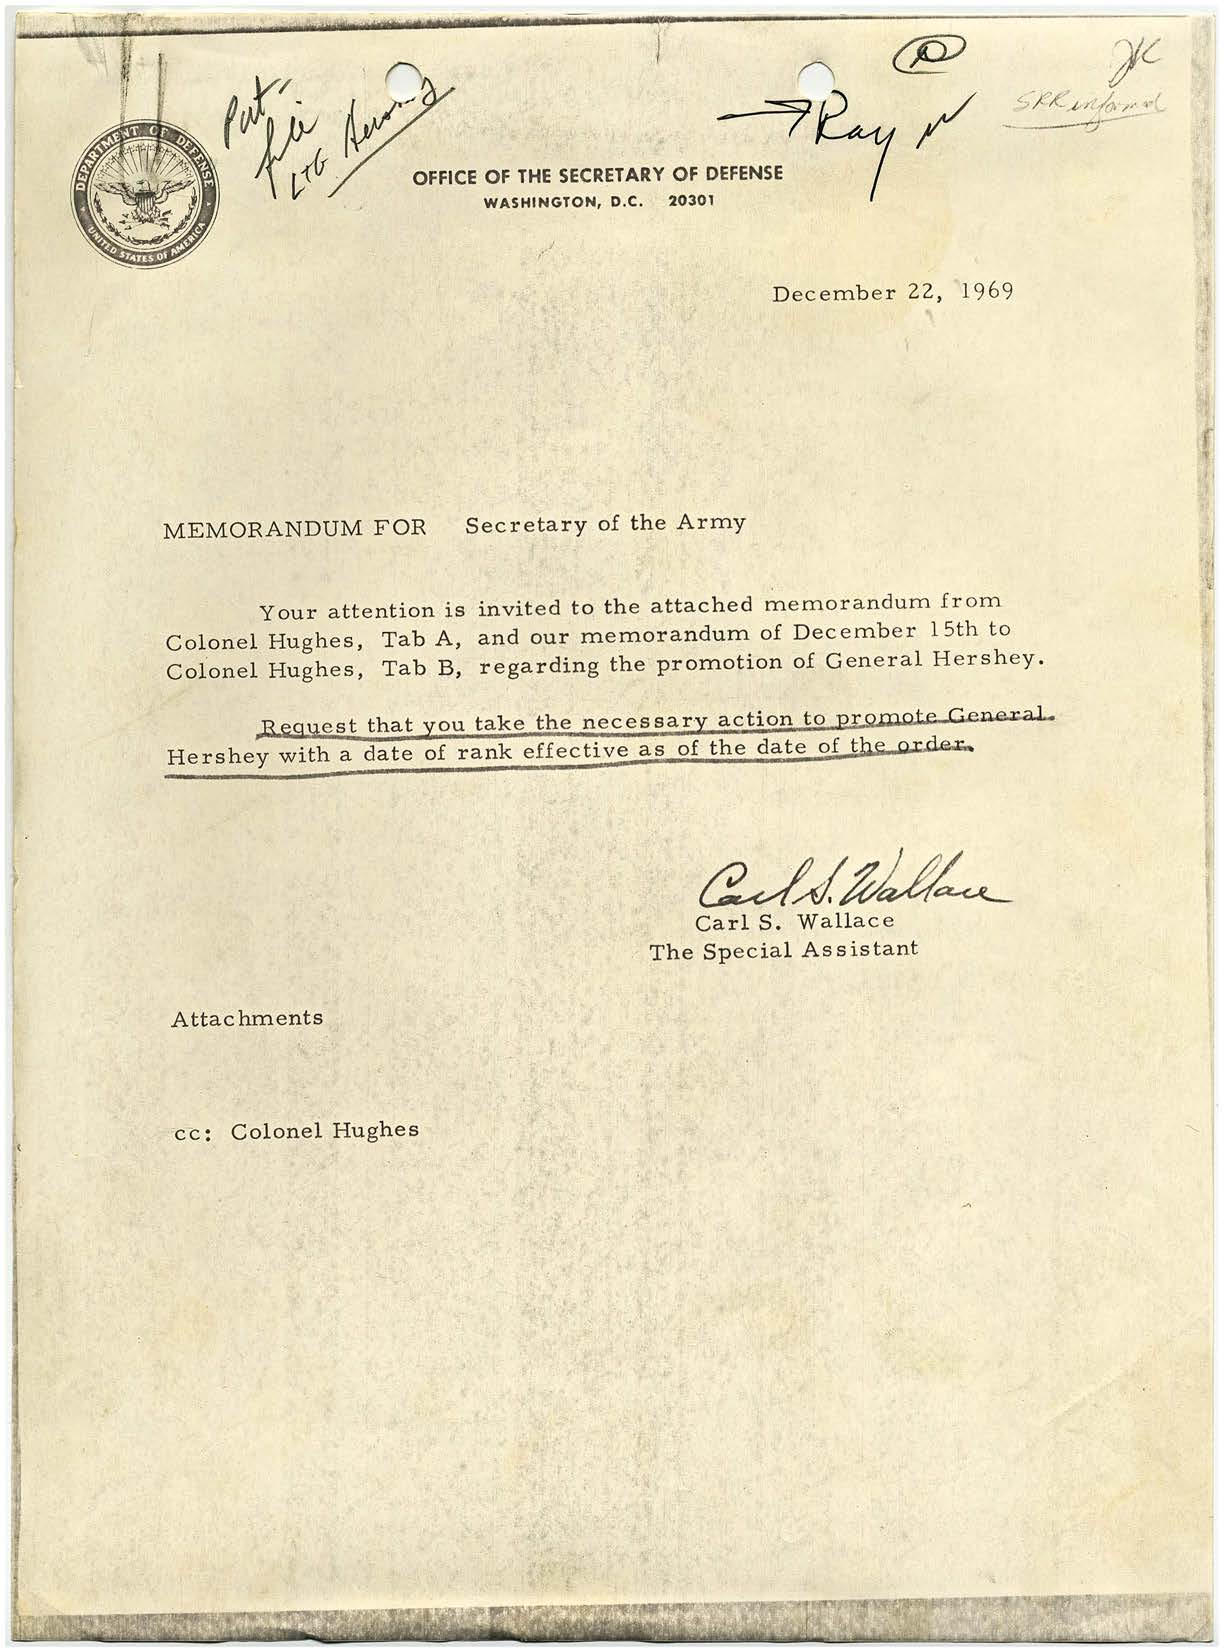 Put
file
LTG
Ray
SRR informed
JK
DEPARTMENT OF DEFENSE
UNITED STATES OF AMERICA
OFFICE OF THE SECRETARY OF DEFENSE
WASHINGTON, D.C. 20301
December 22, 1969
MEMORANDUM FOR Secretary of the Army
Your attention is invited to the attached memorandum from
Colonel Hughes, Tab A, and our memorandum of December 15th to
Colonel Hughes, Tab B, regarding the promotion of General Hershey.
Request that you take the necessary action to promote General
Hershey with a date of rank effective as of the date of the order.
Carl S. Wallace
Carl S. Wallace
The Special Assistant
Attachments
cc: Colonel Hughes